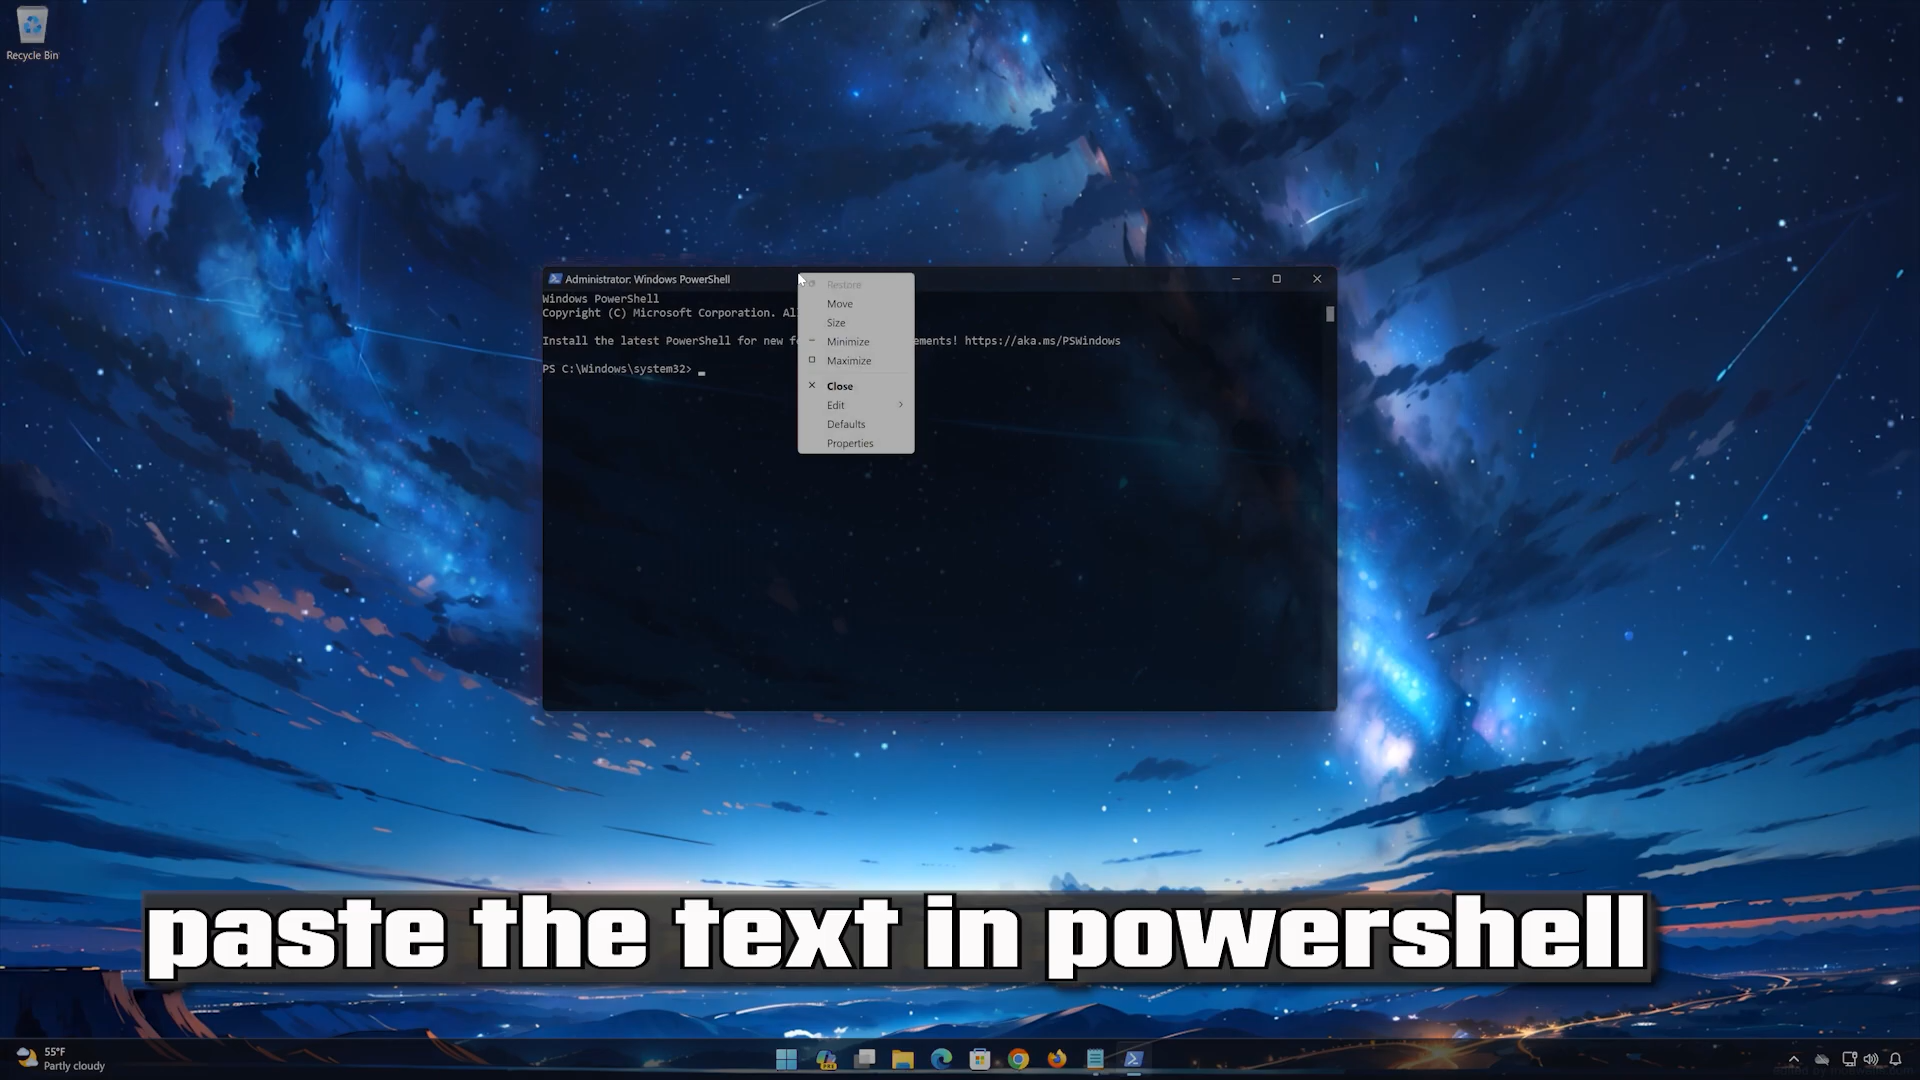 Recycle Bin
Administrator: Windows PowerShell
Windows PowerShell
Copyright (C) Microsoft Corporation. Al
Install the latest PowerShell for new f ements! https://aka.ms/PSWindows
PS C:\Windows\system32>
Restore
Move
Size
Minimize
Maximize
Close
Edit
Defaults
Properties
paste the text in powershell
55°F
Partly cloudy
PRE